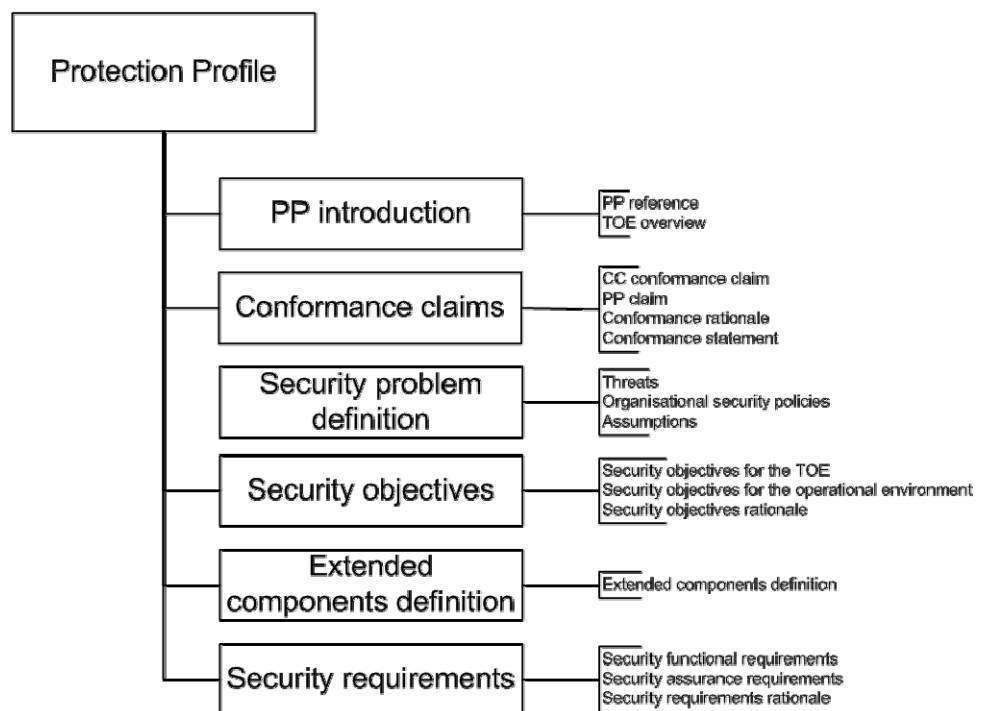 Protection Profile
PP introduction
PP reference
TOE overview
Conformance claims
CC conformance claim
PP claim
Conformance rationale
Conformance statement
Security problem
definition
Threats
Organisational security policies
Assumptions
Security objectives
Security objectives for the TOE
Security objectives for the operational environment
Security objectives rationale
Extended
components definition
Extended components definition
Security requirements
Security functional requirements
Security assurance requirements
Security requirements rationale